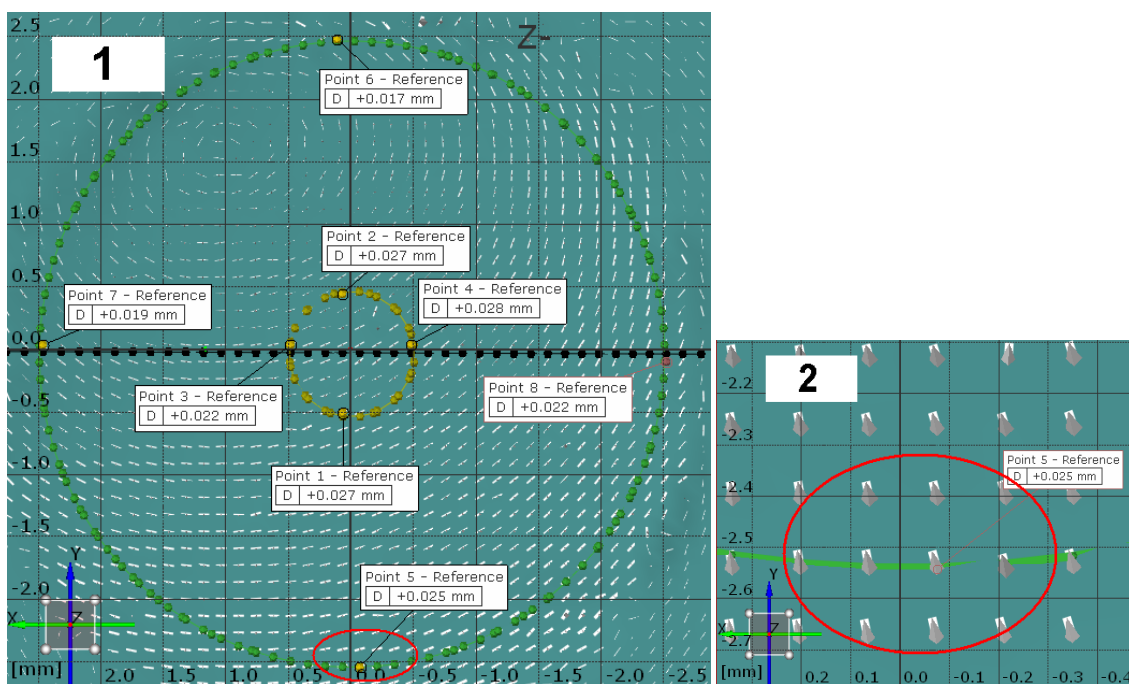 1
Z-
2.5
2.0
1.5
1.0
0.5
0.0
-0.5
-1.0
-1.5
-2.0
Point 6 - Reference
D +0.017 mm
Point 2 - Reference
D +0.027 mm
Point 7 - Reference
D +0.019 mm
Point 4 - Reference
D +0.028 mm
Point 3 - Reference
D +0.022 mm
Point 8 - Reference
D +0.022 mm
Point 1 - Reference
D +0.027 mm
Point 5 - Reference
D +0.025 mm
Y
X
Z
[mm] 2.0 1.5 1.0 0.5 0.0 -0.5 -1.0 -1.5 -2.0 -2.5
2
-2.2
-2.3
-2.4
-2.5
-2.6
-2.7
Point 5 - Reference
D +0.025 mm
Y
X
Z
[mm] 0.2 0.1 0.0 -0.1 -0.2 -0.3 -0.4